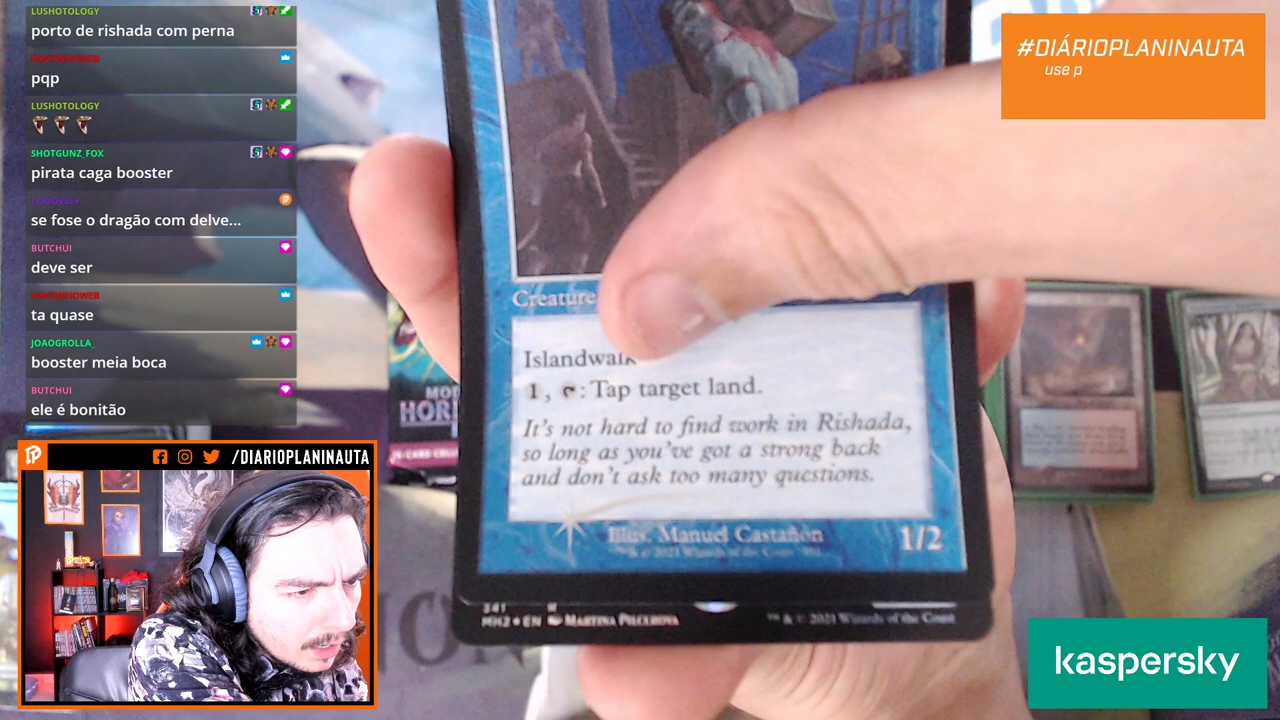 LUSHOTOLOGY
porto de rishada com perna
pqp
LUSHOTOLOGY
SHOTGUNZ_FOX
pirata caga booster
se fose o dragão com delve...
BUTCHUI
deve ser
ta quase
JOAOGROLLA_
booster meia boca
BUTCHUI
ele é bonitão
/DIARIOPLANINAUTA
Creature
Islandwalk
1, : Tap target land.
It's not hard to find work in Rishada,
so long as you've got a strong back
and don't ask too many questions.
Illus. Manuel Castañón
1/2
341
MH2 • EN MARTINA PILCEROVA
™ & © 2021 Wizards of the Coast
#DIÁRIOPLANINAUTA
use p
kaspersky